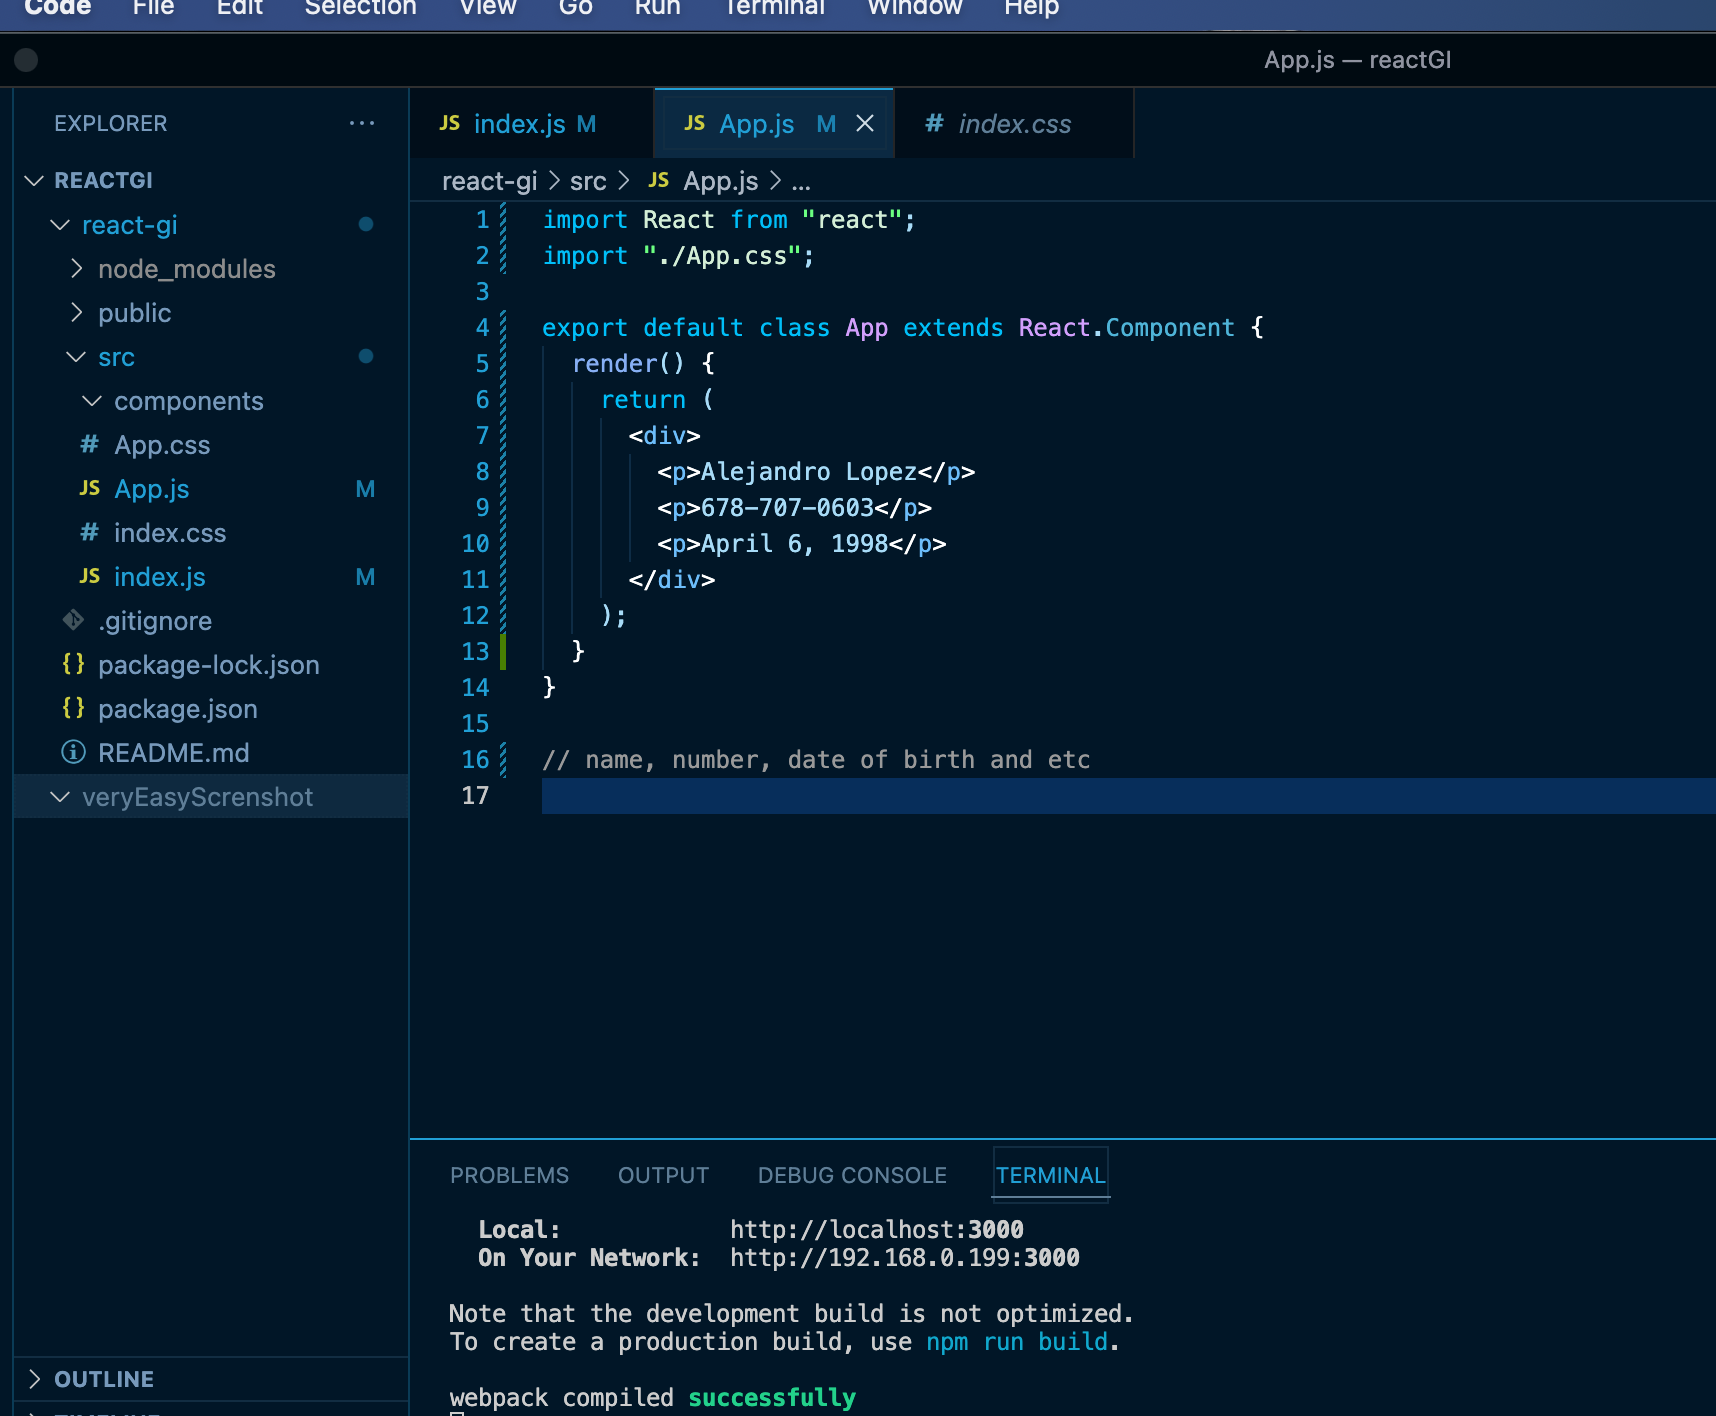 Code File Edit Selection View Go Run Terminal Window Help
App.js — reactGI
EXPLORER ···
REACTGI
react-gi
node_modules
public
src
components
# App.css
JS App.js M
# index.css
JS index.js M
.gitignore
{} package-lock.json
{} package.json
README.md
veryEasyScrenshot
OUTLINE
JS index.js M JS App.js M # index.css
react-gi > src > JS App.js > ...
1 import React from "react";
2 import "./App.css";
3
4 export default class App extends React.Component {
5 render() {
6 return (
7 <div>
8 <p>Alejandro Lopez</p>
9 <p>678-707-0603</p>
10 <p>April 6, 1998</p>
11 </div>
12 );
13 }
14 }
15
16 // name, number, date of birth and etc
17
PROBLEMS OUTPUT DEBUG CONSOLE TERMINAL
Local: http://localhost:3000
On Your Network: http://192.168.0.199:3000
Note that the development build is not optimized.
To create a production build, use npm run build.
webpack compiled successfully